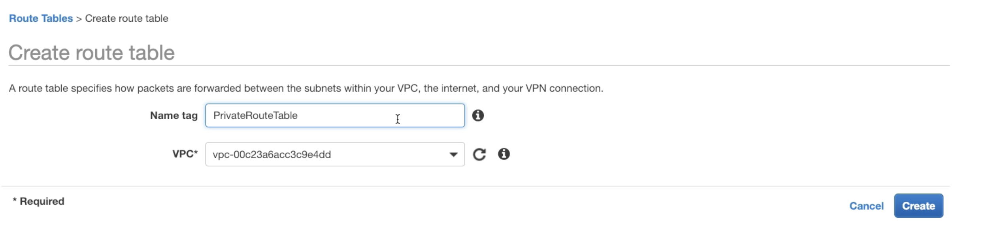 Route Tables > Create route table
Create route table
A route table specifies how packets are forwarded between the subnets within your VPC, the internet, and your VPN connection.
Name tag PrivateRouteTable
VPC* vpc-00c23a6acc3c9e4dd
* Required Cancel Create